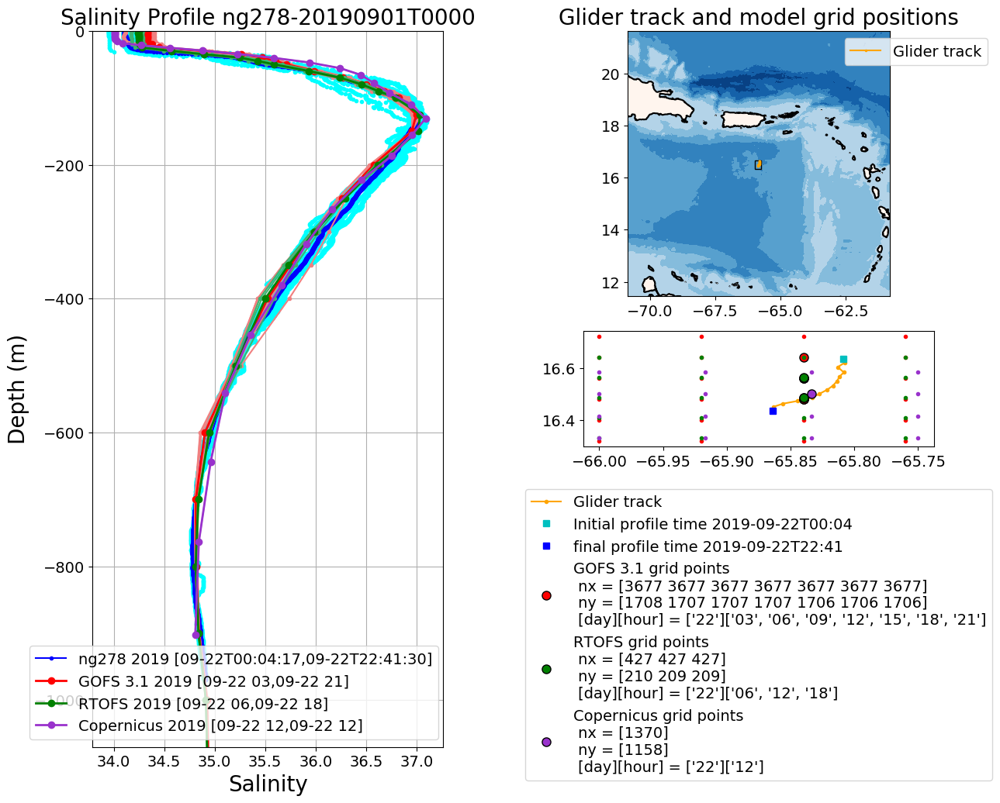 Salinity Profile ng278-20190901T0000
0
−200
−400
−600
−800
−1000
Depth (m)
34.0 34.5 35.0 35.5 36.0 36.5 37.0
Salinity
ng278 2019 [09-22T00:04:17,09-22T22:41:30]
GOFS 3.1 2019 [09-22 03,09-22 21]
RTOFS 2019 [09-22 06,09-22 18]
Copernicus 2019 [09-22 12,09-22 12]
Glider track and model grid positions
Glider track
20
18
16
14
12
−70.0 −67.5 −65.0 −62.5
16.6
16.4
−66.00 −65.95 −65.90 −65.85 −65.80 −65.75
Glider track
Initial profile time 2019-09-22T00:04
final profile time 2019-09-22T22:41
GOFS 3.1 grid points
nx = [3677 3677 3677 3677 3677 3677 3677]
ny = [1708 1707 1707 1707 1706 1706 1706]
[day][hour] = ['22']['03', '06', '09', '12', '15', '18', '21']
RTOFS grid points
nx = [427 427 427]
ny = [210 209 209]
[day][hour] = ['22']['06', '12', '18']
Copernicus grid points
nx = [1370]
ny = [1158]
[day][hour] = ['22']['12']